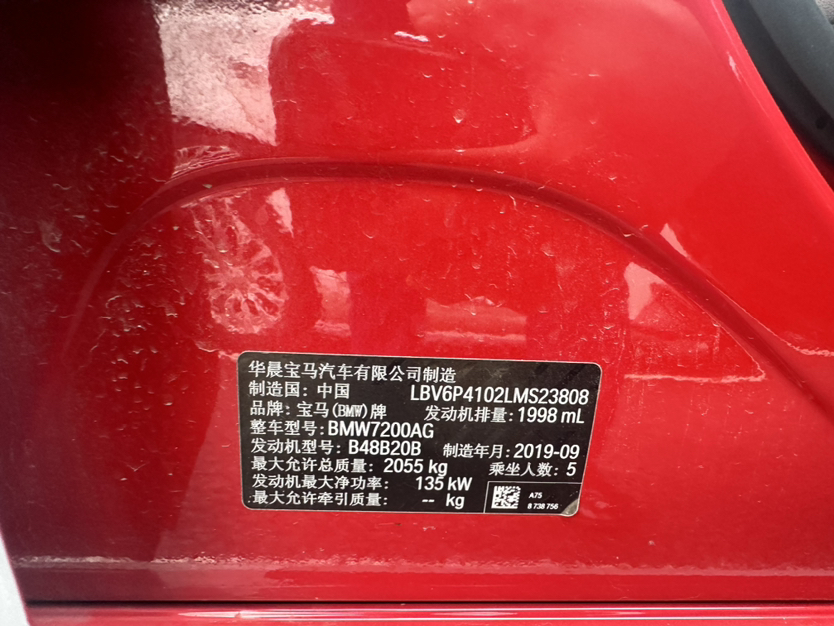 华晨宝马汽车有限公司制造
制造国：中国 LBV6P4102LMS23808
品牌：宝马(BMW)牌 发动机排量：1998 mL
整车型号：BMW7200AG
发动机型号：B48B20B 制造年月：2019-09
最大允许总质量：2055 kg 乘坐人数：5
发动机最大净功率： 135 kW
最大允许牵引质量： -- kg
A75
8 738 756